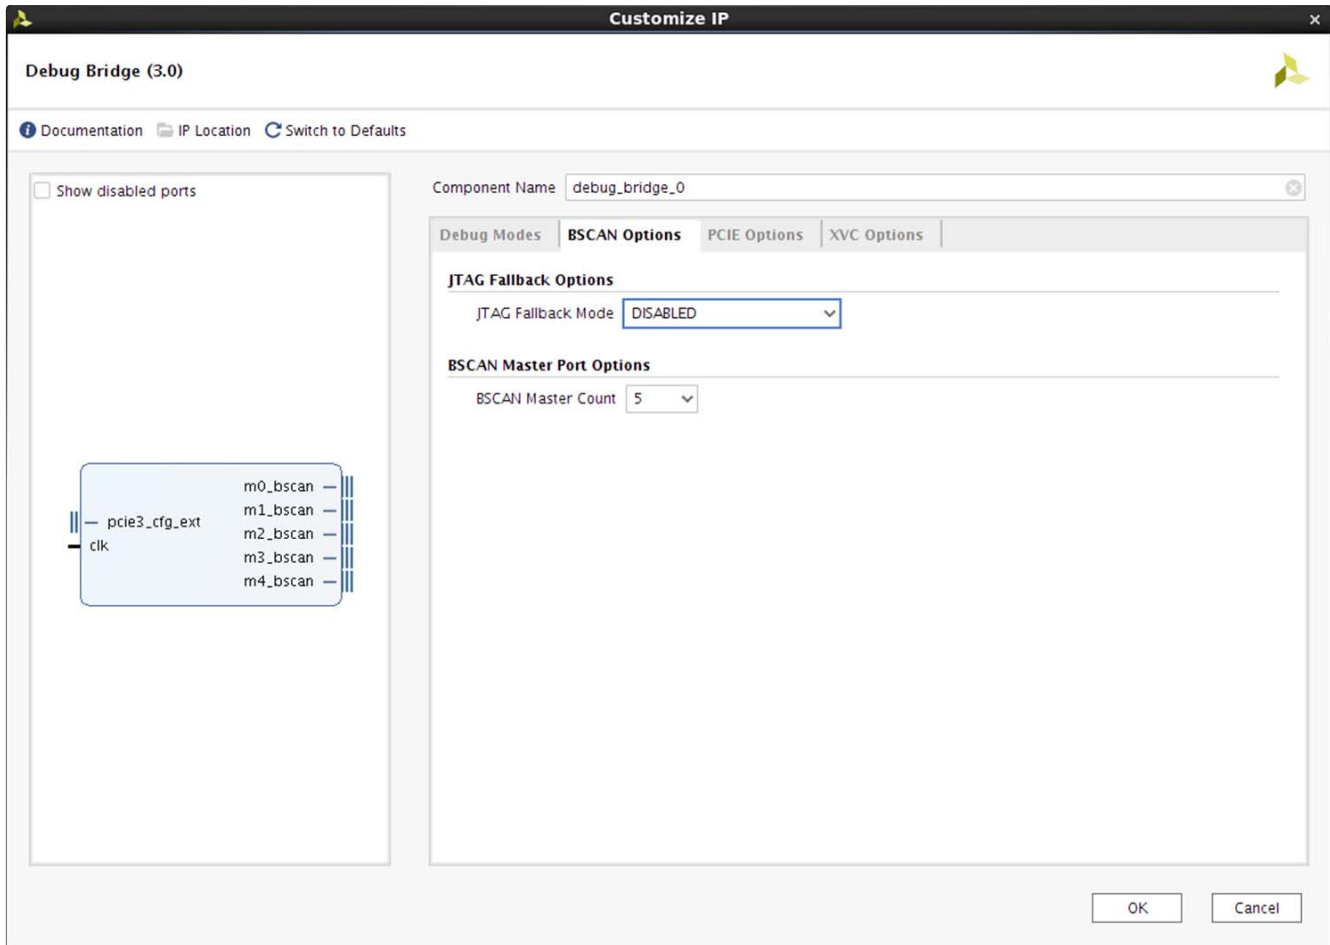 Customize IP
Debug Bridge (3.0)
Documentation IP Location Switch to Defaults
Show disabled ports
pcie3_cfg_ext
clk
m0_bscan
m1_bscan
m2_bscan
m3_bscan
m4_bscan
Component Name debug_bridge_0
Debug Modes BSCAN Options PCIE Options XVC Options
JTAG Fallback Options
JTAG Fallback Mode DISABLED
BSCAN Master Port Options
BSCAN Master Count 5
OK Cancel